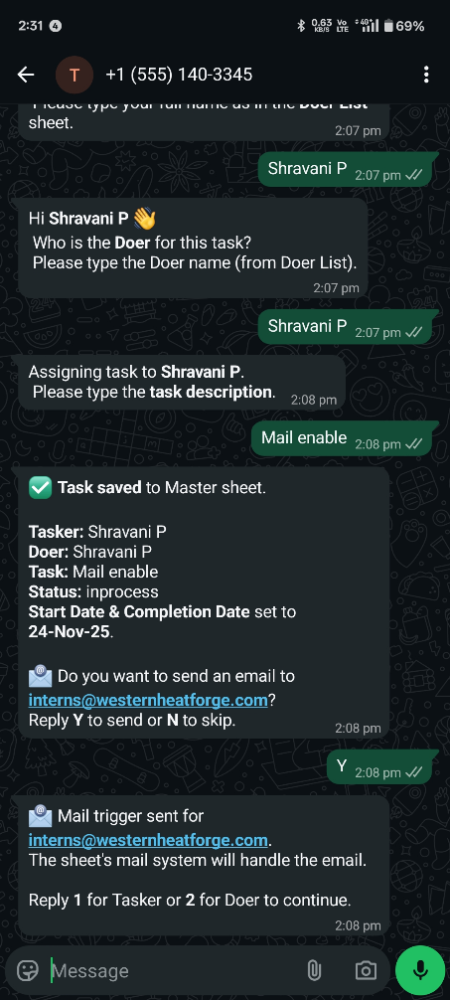 2:31 4 0.63 KB/S Vo LTE 4G+ 69%
T +1 (555) 140-3345
Please type your full name as in the Doer List
sheet.
2:07 pm
Shravani P 2:07 pm
Hi Shravani P 👋
Who is the Doer for this task?
Please type the Doer name (from Doer List).
2:07 pm
Shravani P 2:07 pm
Assigning task to Shravani P.
Please type the task description. 2:08 pm
Mail enable 2:08 pm
✅ Task saved to Master sheet.
Tasker: Shravani P
Doer: Shravani P
Task: Mail enable
Status: inprocess
Start Date & Completion Date set to
24-Nov-25.
📧 Do you want to send an email to
interns@westernheatforge.com?
Reply Y to send or N to skip.
2:08 pm
Y 2:08 pm
📧 Mail trigger sent for
interns@westernheatforge.com.
The sheet's mail system will handle the email.
Reply 1 for Tasker or 2 for Doer to continue.
2:08 pm
Message